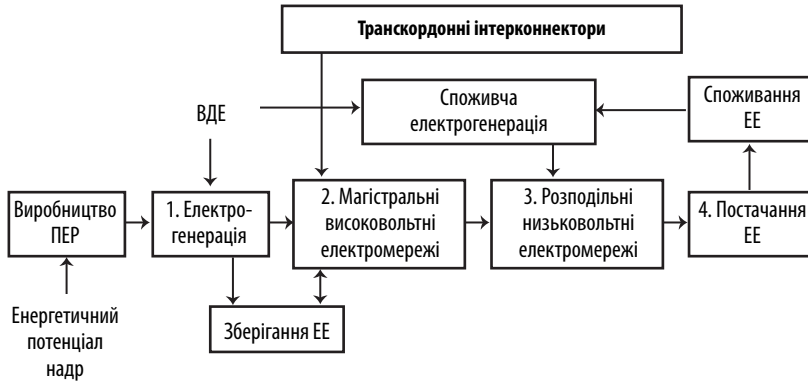 Транскордонні інтерконнектори
ВДЕ
Споживча
електрогенерація
Споживання
ЕЕ
Виробництво
ПЕР
1. Електро-
генерація
2. Магістральні
високовольтні
електромережі
3. Розподільні
низьковольтні
електромережі
4. Постачання
ЕЕ
Енергетичний
потенціал
надр
Зберігання ЕЕ